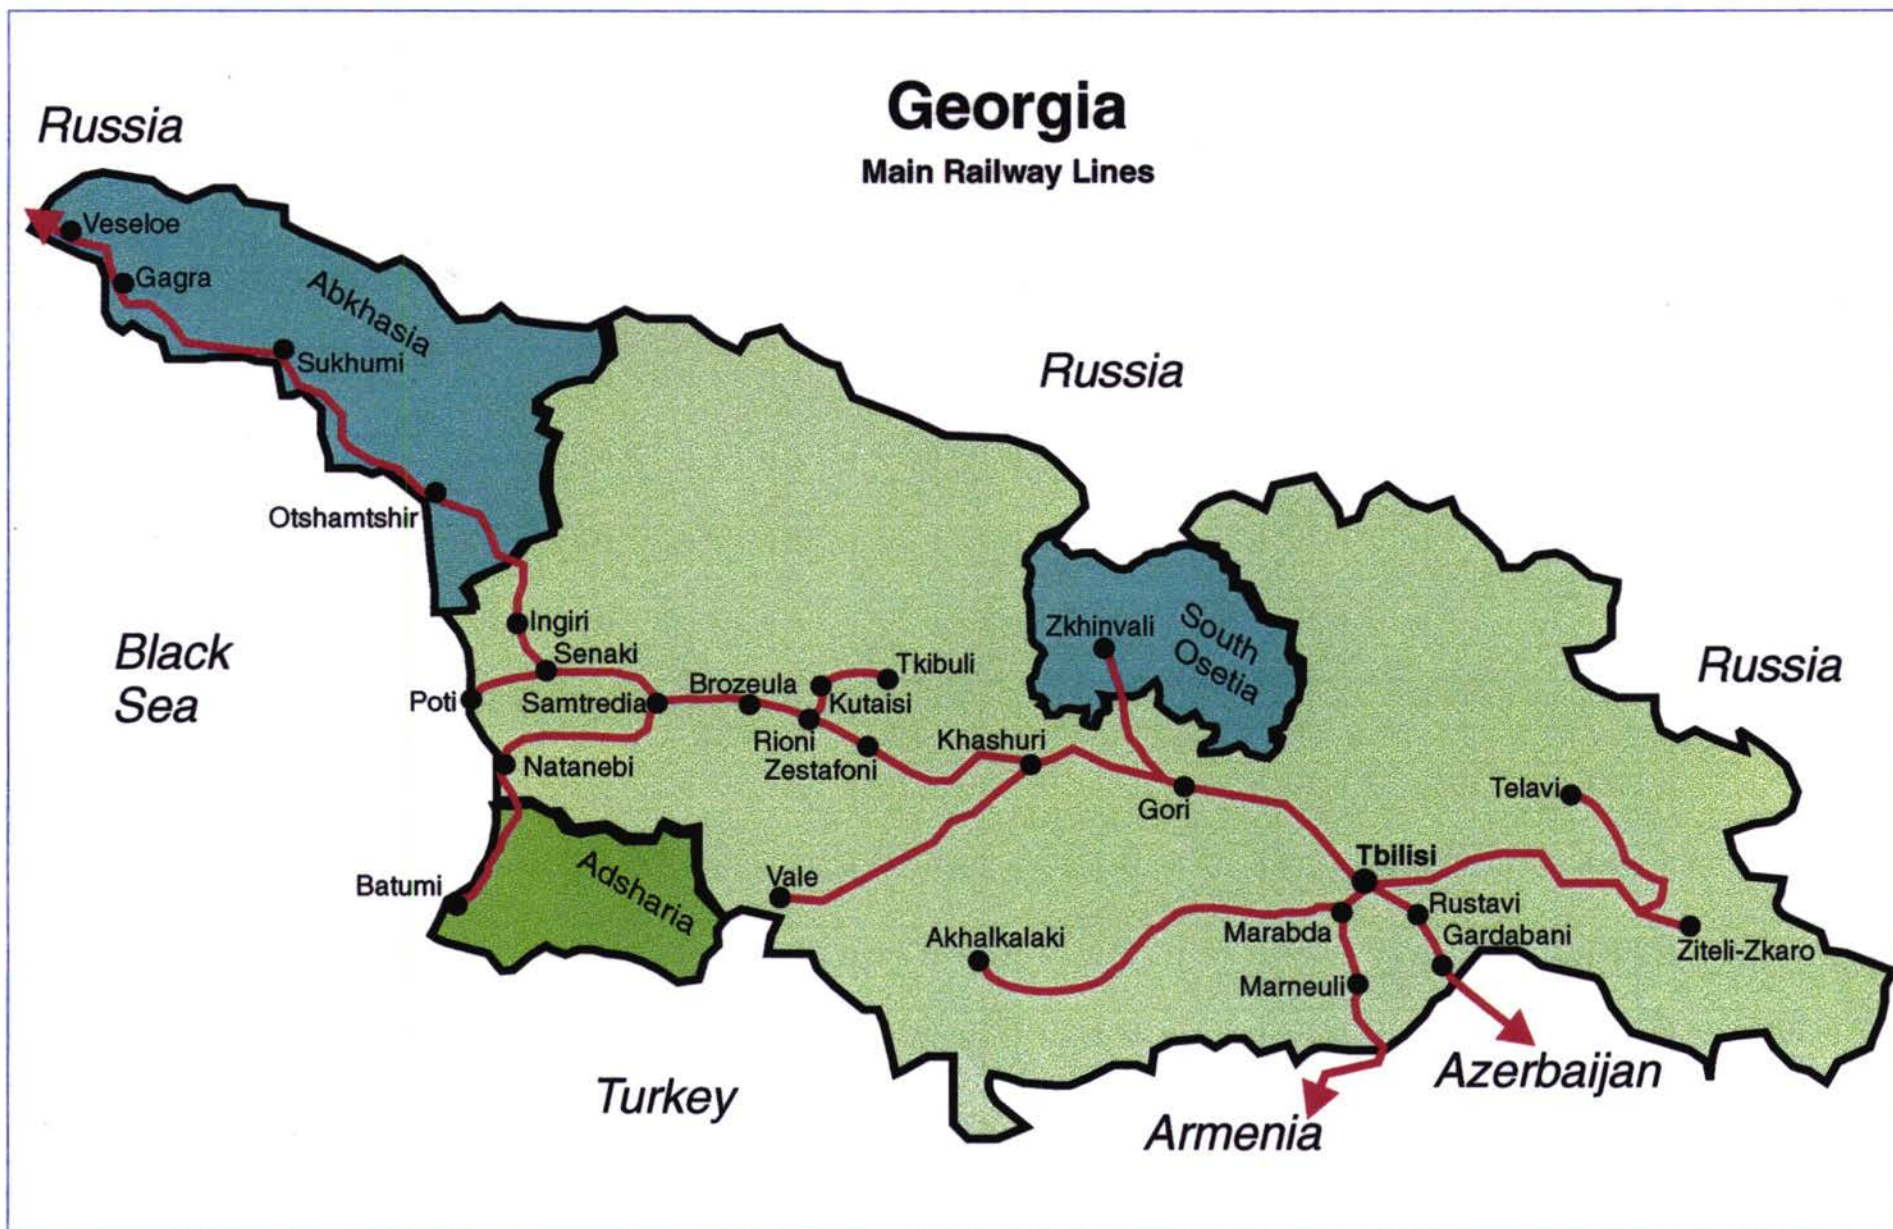 Georgia
Main Railway Lines
Russia
Veseloe
Gagra
Abkhasia
Sukhumi
Russia
Otshamtshir
Black
Sea
Ingiri
Senaki
Poti
Samtredia
Brozeula
Tkibuli
Kutaisi
Rioni
Zestafoni
Khashuri
Natanebi
Zkhinvali
South
Osetia
Russia
Gori
Telavi
Tbilisi
Batumi
Adsharia
Vale
Akhalkalaki
Marabda
Rustavi
Gardabani
Ziteli-Zkaro
Marneuli
Turkey
Azerbaijan
Armenia